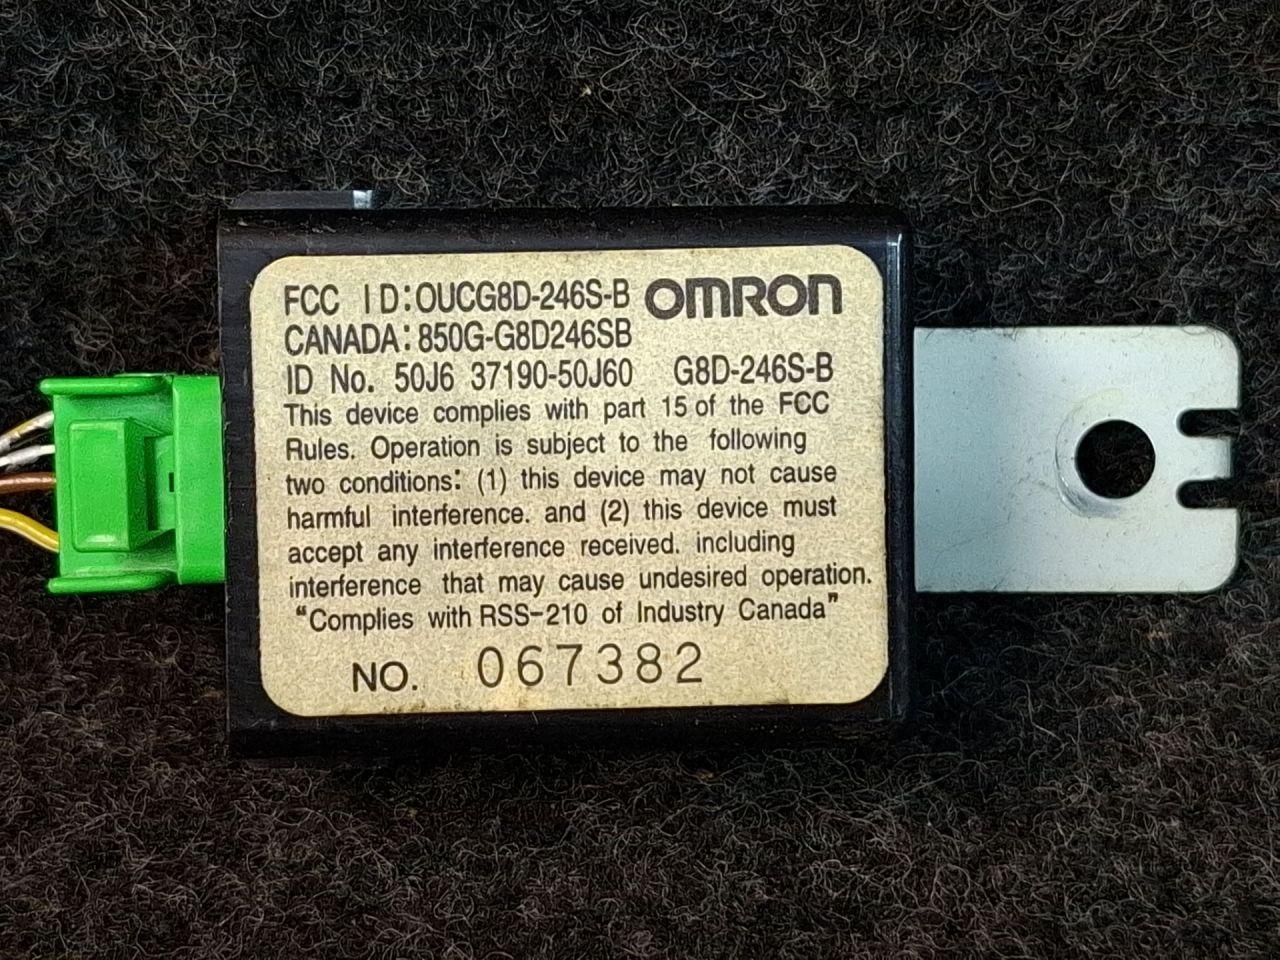 FCC ID:OUCG8D-246S-B OMRON
CANADA:850G-G8D246SB
ID No. 50J6 37190-50J60 G8D-246S-B
This device complies with part 15 of the FCC
Rules. Operation is subject to the following
two conditions: (1) this device may not cause
harmful interference. and (2) this device must
accept any interference received. including
interference that may cause undesired operation.
"Complies with RSS-210 of Industry Canada"
NO. 067382